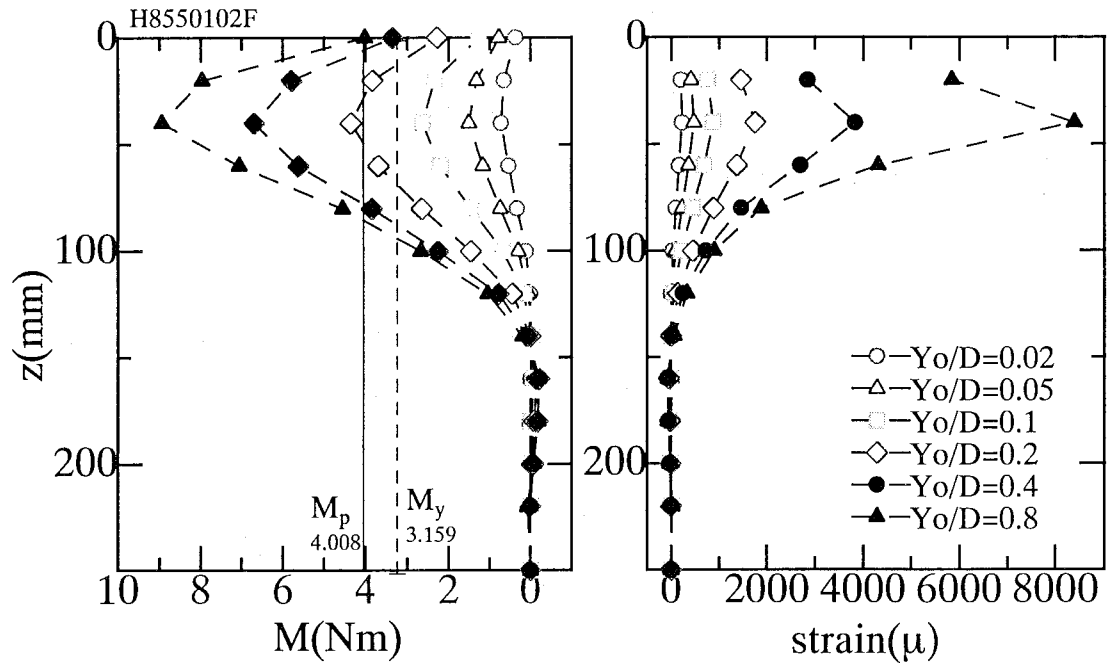 H8550102F
0
100
200
z(mm)
10
8
6
4
2
0
M(Nm)
Mp
4.008
My
3.159
0
100
200
0
2000
4000
6000
8000
strain(μ)
Yo/D=0.02
Yo/D=0.05
Yo/D=0.1
Yo/D=0.2
Yo/D=0.4
Yo/D=0.8